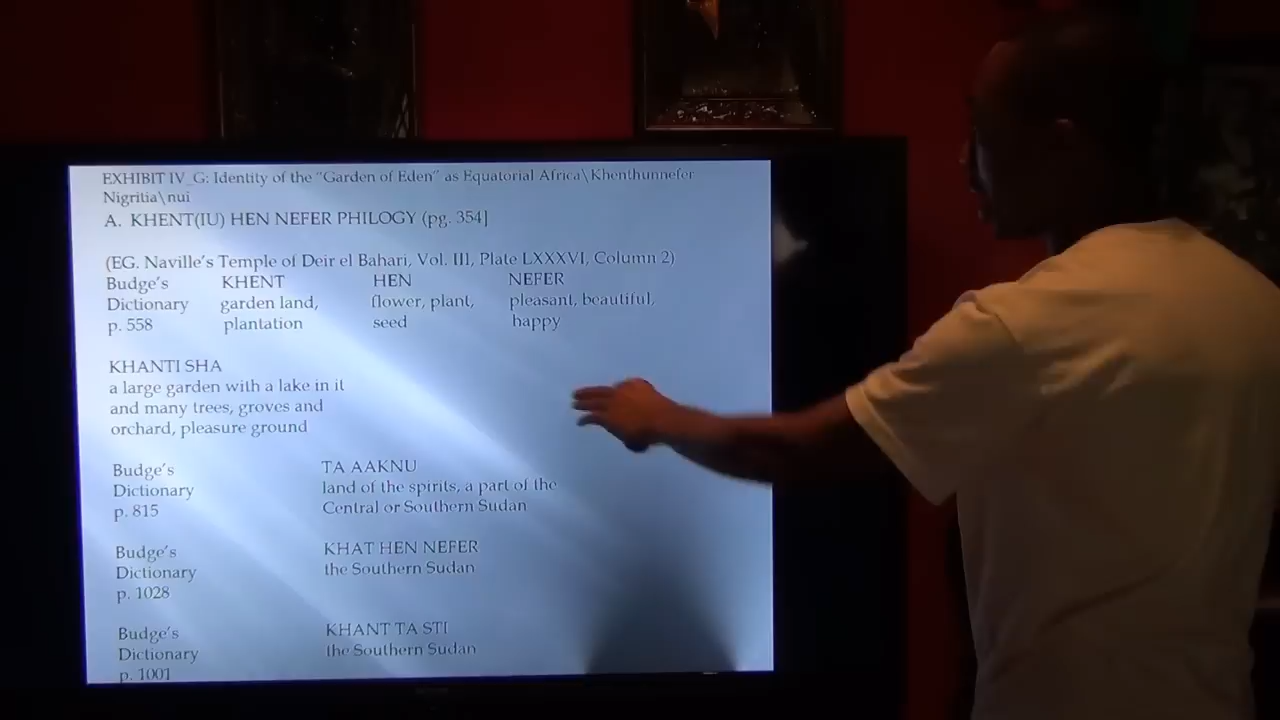 EXHIBIT IV_G: Identity of the "Garden of Eden" as Equatorial Africa\Khenthunnefer
Nigritia\nui
A. KHENT(IU) HEN NEFER PHILOGY (pg. 354]
(EG. Naville's Temple of Deir el Bahari, Vol. III, Plate LXXXVI, Column 2)
Budge's KHENT HEN NEFER
Dictionary garden land, flower, plant, pleasant, beautiful,
p. 558 plantation seed happy
KHANTI SHA
a large garden with a lake in it
and many trees, groves and
orchard, pleasure ground
Budge's TA AAKNU
Dictionary land of the spirits, a part of the
p. 815 Central or Southern Sudan
Budge's KHAT HEN NEFER
Dictionary the Southern Sudan
p. 1028
Budge's KHANT TA STI
Dictionary the Southern Sudan
p. 1001